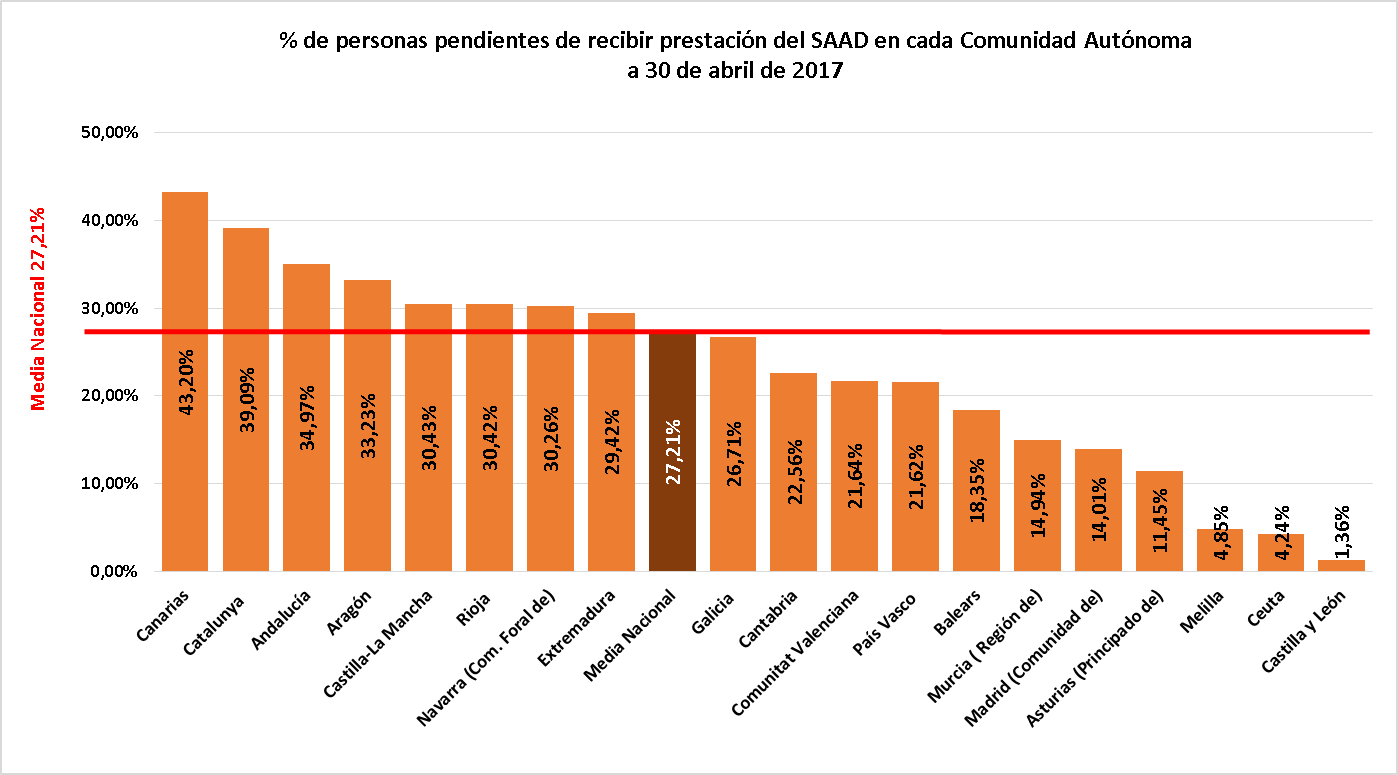 % de personas pendientes de recibir prestación del SAAD en cada Comunidad Autónoma
a 30 de abril de 2017
Media Nacional 27,21%
50,00%
40,00%
30,00%
20,00%
10,00%
0,00%
43,20%
39,09%
34,97%
33,23%
30,43%
30,42%
30,26%
29,42%
27,21%
26,71%
22,56%
21,64%
21,62%
18,35%
14,94%
14,01%
11,45%
4,85%
4,24%
1,36%
Canarias
Catalunya
Andalucía
Aragón
Castilla-La Mancha
Rioja
Navarra (Com. Foral de)
Extremadura
Media Nacional
Galicia
Cantabria
Comunitat Valenciana
País Vasco
Balears
Murcia ( Región de)
Madrid (Comunidad de)
Asturias (Principado de)
Melilla
Ceuta
Castilla y León